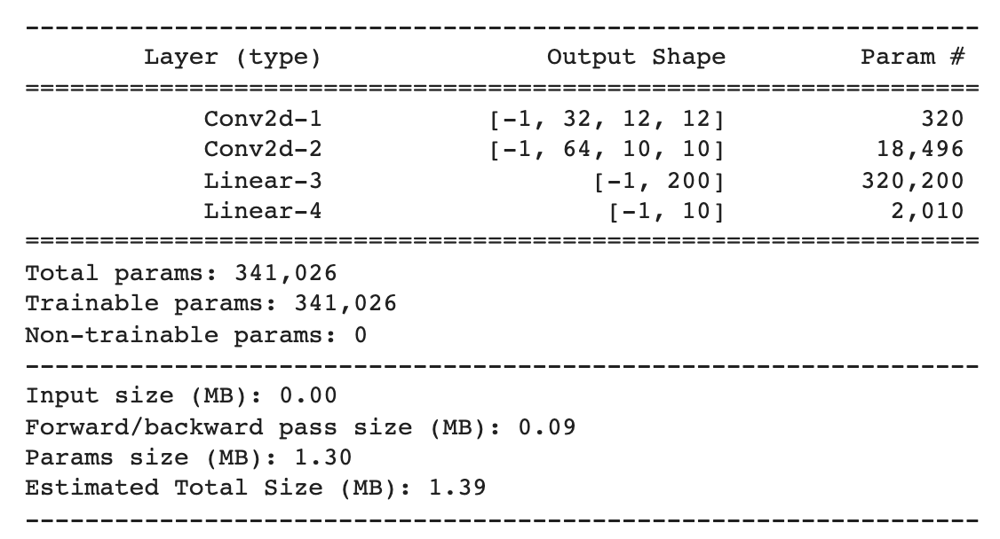 ----------------------------------------------------------------
        Layer (type)               Output Shape         Param #
================================================================
            Conv2d-1           [-1, 32, 12, 12]             320
            Conv2d-2           [-1, 64, 10, 10]          18,496
            Linear-3                  [-1, 200]         320,200
            Linear-4                   [-1, 10]           2,010
================================================================
Total params: 341,026
Trainable params: 341,026
Non-trainable params: 0
----------------------------------------------------------------
Input size (MB): 0.00
Forward/backward pass size (MB): 0.09
Params size (MB): 1.30
Estimated Total Size (MB): 1.39
----------------------------------------------------------------